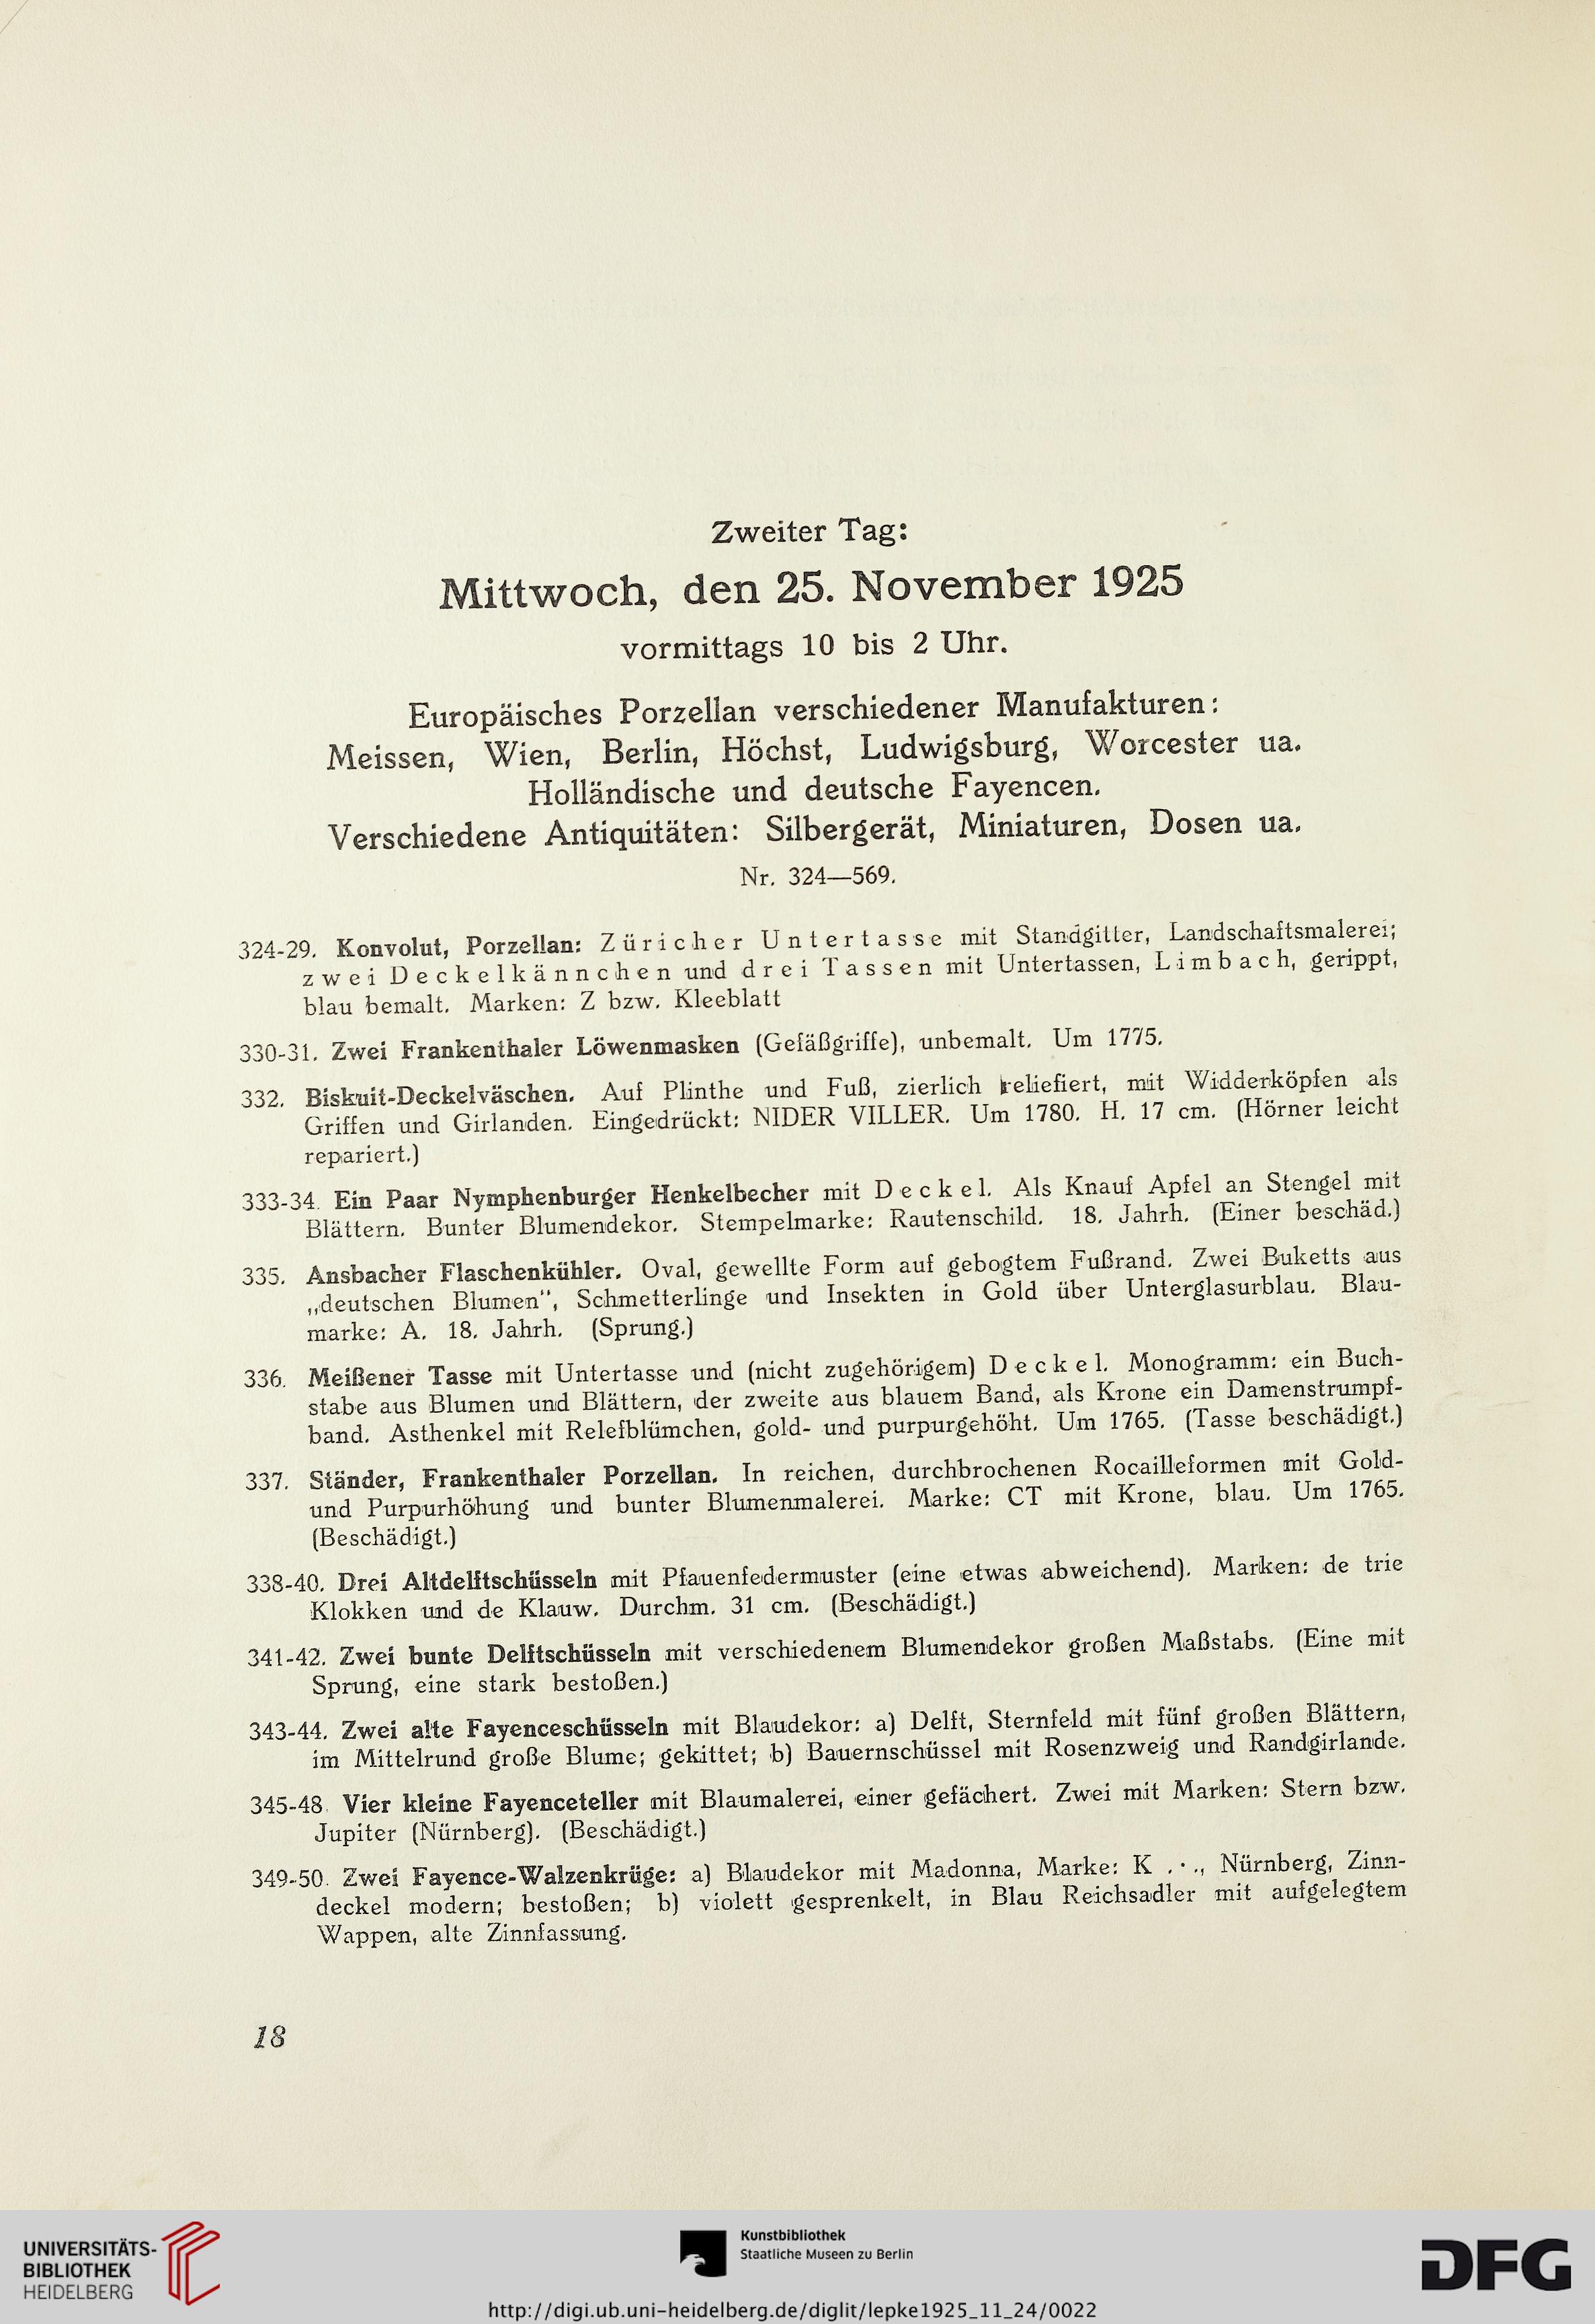 Zweiter Tag:
Mittwoch, den 25. November 1925
vormittags 10 bis 2 Uhr.
Europäisches Porzellan verschiedener Manufakturen:
Meissen, Wien, Berlin, Höchst, Ludwigsburg, Worcester ua.
Holländische und deutsche Fayencen.
Verschiedene Antiquitäten: Silbergerät, Miniaturen, Dosen ua.
Nr. 324—569.
324-29. Konvolut, Porzellan: Züricher Untertasse mit Standgitter, Landschaftsmalerei;
zwei Deckelkännchen und drei Tassen mit Untertassen, Limbach, gerippt,
blau bemalt. Marken: Z bzw. Kleeblatt
330-31. Zwei Frankenthaler Löwenmasken (Gefäßgriffe), unbemalt. Um 1775.
332. Biskuit-Deckelväschen. Auf Plinthe und Fuß, zierlich reliefiert, mit Widderköpfen als
Griffen und Girlanden. Eingedrückt: NIDER VILLER. Um 1780. H. 17 cm. (Hörner leicht
repariert.)
333-34. Ein Paar Nymphenburger Henkelbecher mit Deckel. Als Knauf Apfel an Stengel mit
Blättern. Bunter Blumendekor. Stempelmarke: Rautenschild. 18. Jahrh. (Einer beschäd.)
335. Ansbacher Flaschenkühler. Oval, gewellte Form auf gebogtem Fußrand. Zwei Buketts aus
„deutschen Blumen“, Schmetterlinge und Insekten in Gold über Unterglasurblau. Blau-
marke: A. 18. Jahrh. (Sprung.)
336. Meißener Tasse mit Untertasse und (nicht zugehörigem) Deckel. Monogramm: ein Buch-
stabe aus Blumen und Blättern, der zweite aus blauem Band, als Krone ein Damenstrumpf-
band. Asthenkel mit Relefblümchen, gold- und purpurgehöht. Um 1765. (Tasse beschädigt.)
337. Ständer, Frankenthaler Porzellan. In reichen, durchbrochenen Rocailleformen mit Gold-
und Purpurhöhung und bunter Blumenmalerei. Marke: CT mit Krone, blau. Um 1765.
(Beschädigt.)
338-40. Drei Altdelftschüsseln mit Pfauenfedermuster (eine etwas abweichend). Marken: de trie
Klokken und de Klauw. Durchm. 31 cm. (Beschädigt.)
341-42. Zwei bunte Delftschüsseln mit verschiedenem Blumendekor großen Maßstabs. (Eine mit
Sprung, eine stark bestoßen.)
343-44. Zwei alte Fayenceschüsseln mit Blaudekor: a) Delft, Sternfeld mit fünf großen Blättern,
im Mittelrund große Blume; gekittet; b) Bauernschüssel mit Rosenzweig und Randgirlande.
345-48. Vier kleine Fayenceteller mit Blaumalerei, einer gefächert. Zwei mit Marken: Stern bzw.
Jupiter (Nürnberg). (Beschädigt.)
349-50. Zwei Fayence-Walzenkrüge: a) Blaudekor mit Madonna, Marke: K . · ., Nürnberg, Zinn-
deckel modern; bestoßen; b) violett gesprenkelt, in Blau Reichsadler mit aufgelegtem
Wappen, alte Zinnfassung.
18
UNIVERSITÄTS-
BIBLIOTHEK
HEIDELBERG
Kunstbibliothek
Staatliche Museen zu Berlin
DFG
http://digi.ub.uni-heidelberg.de/diglit/lepke1925_11_24/0022